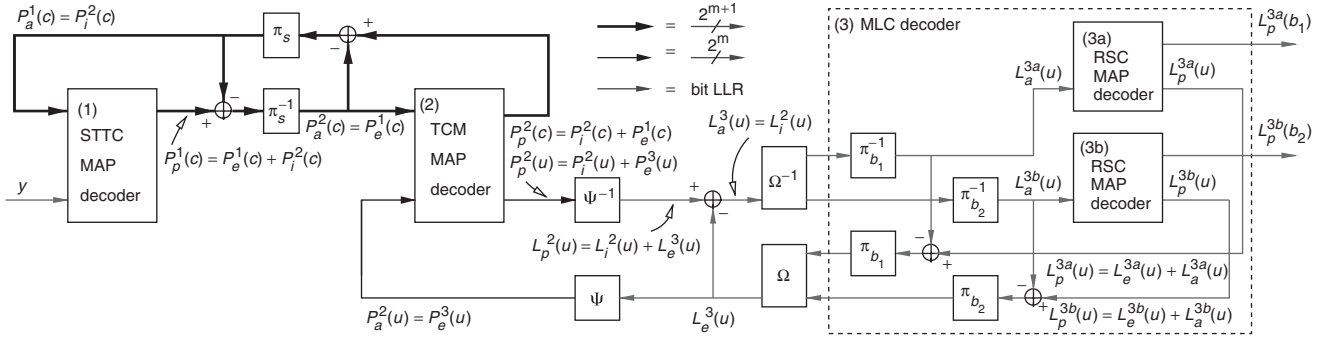 P_a^1(c) = P_i^2(c)
π_s
+
−
−
+
(1)
STTC
MAP
decoder
y
+
π_s^{-1}
P_p^1(c) = P_e^1(c) + P_i^2(c)
P_a^2(c) = P_e^1(c)
(2)
TCM
MAP
decoder
P_p^2(c) = P_i^2(c) + P_e^1(c)
P_p^2(u) = P_i^2(u) + P_e^3(u)
= 2^{m+1}
= 2^m
= bit LLR
Ψ^{-1}
+
−
L_p^2(u) = L_i^2(u) + L_e^3(u)
L_a^3(u) = L_i^2(u)
Ω^{-1}
Ω
Ψ
P_a^2(u) = P_e^3(u)
L_e^3(u)
(3) MLC decoder
π_{b_1}^{-1}
π_{b_2}^{-1}
π_{b_1}
π_{b_2}
−
+
−
+
L_a^{3a}(u)
(3a)
RSC
MAP
decoder
L_p^{3a}(b_1)
L_p^{3a}(u)
L_a^{3b}(u)
(3b)
RSC
MAP
decoder
L_p^{3b}(b_2)
L_p^{3b}(u)
L_p^{3a}(u) = L_e^{3a}(u) + L_a^{3a}(u)
L_p^{3b}(u) = L_e^{3b}(u) + L_a^{3b}(u)